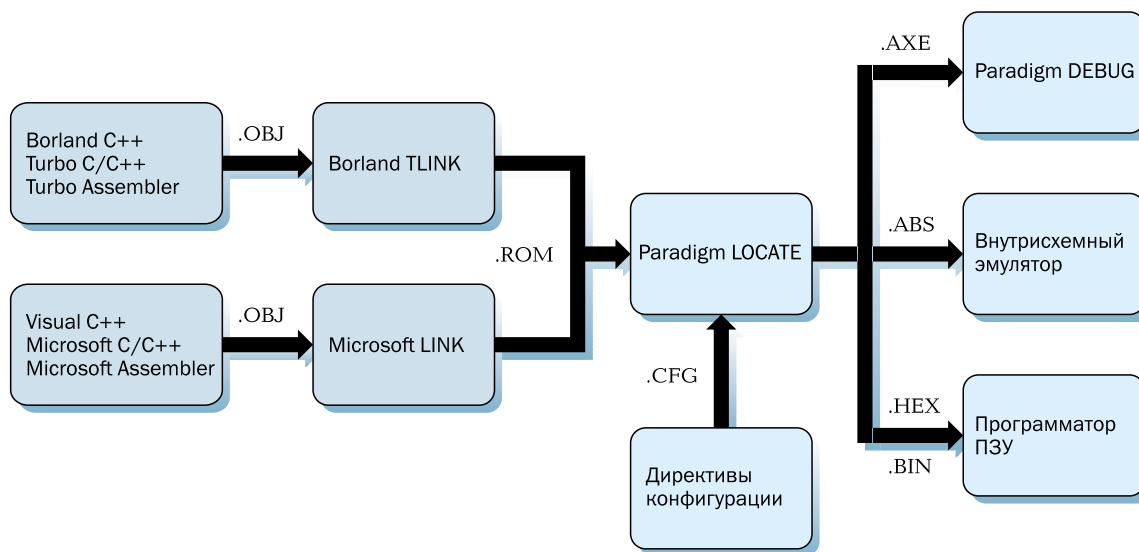 Borland C++
Turbo C/C++
Turbo Assembler
.OBJ
Borland TLINK
Visual C++
Microsoft C/C++
Microsoft Assembler
.OBJ
Microsoft LINK
.ROM
Paradigm LOCATE
.CFG
Директивы
конфигурации
.AXE
Paradigm DEBUG
.ABS
Внутрисхемный
эмулятор
.HEX
.BIN
Программатор
ПЗУ